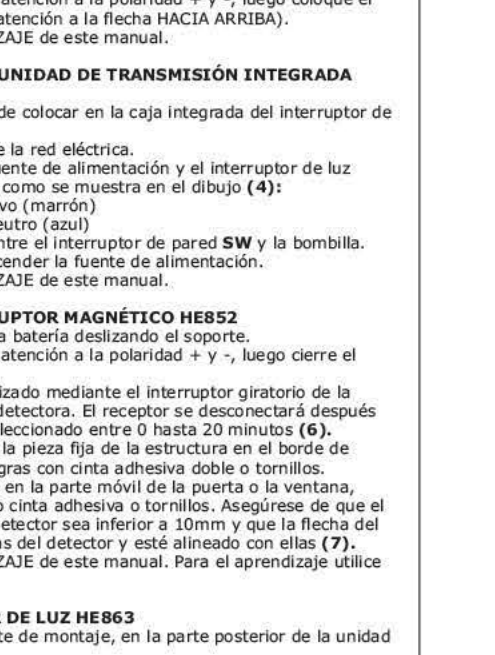 atención a la polaridad + y -, luego coloque el
atención a la flecha HACIA ARRIBA).
ZAJE de este manual.
UNIDAD DE TRANSMISIÓN INTEGRADA
de colocar en la caja integrada del interruptor de
e la red eléctrica.
ente de alimentación y el interruptor de luz
como se muestra en el dibujo (4):
vo (marrón)
eutro (azul)
ntre el interruptor de pared SW y la bombilla.
cender la fuente de alimentación.
ZAJE de este manual.
UPTOR MAGNÉTICO HE852
a batería deslizando el soporte.
atención a la polaridad + y -, luego cierre el
izado mediante el interruptor giratorio de la
detectora. El receptor se desconectará después
leccionado entre 0 hasta 20 minutos (6).
la pieza fija de la estructura en el borde de
gras con cinta adhesiva doble o tornillos.
en la parte móvil de la puerta o la ventana,
o cinta adhesiva o tornillos. Asegúrese de que el
etector sea inferior a 10mm y que la flecha del
as del detector y esté alineado con ellas (7).
ZAJE de este manual. Para el aprendizaje utilice
DE LUZ HE863
te de montaje, en la parte posterior de la unidad